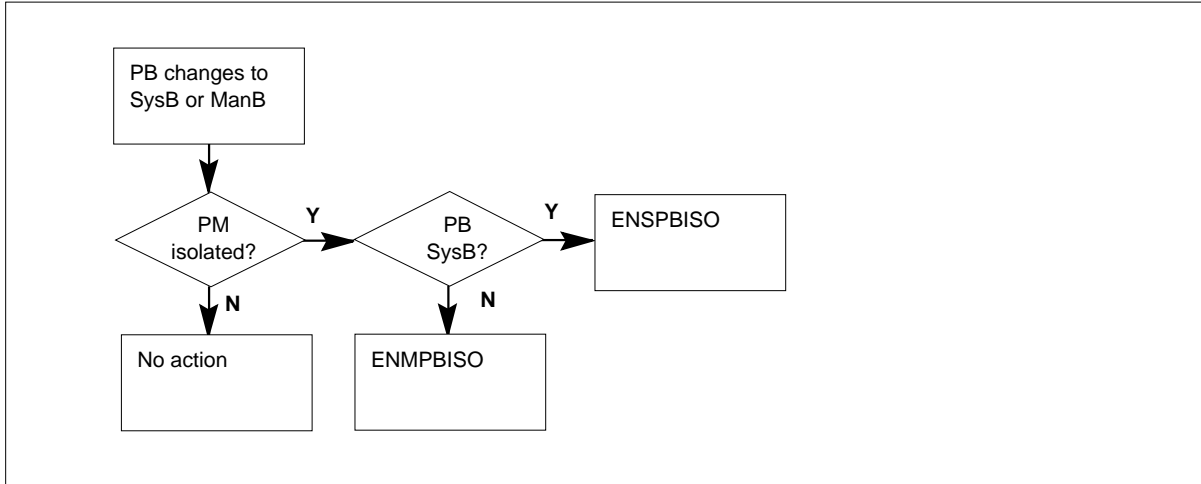 PB changes to
SysB or ManB
PM
isolated?
Y
PB
SysB?
Y
ENSPBISO
N
N
No action
ENMPBISO